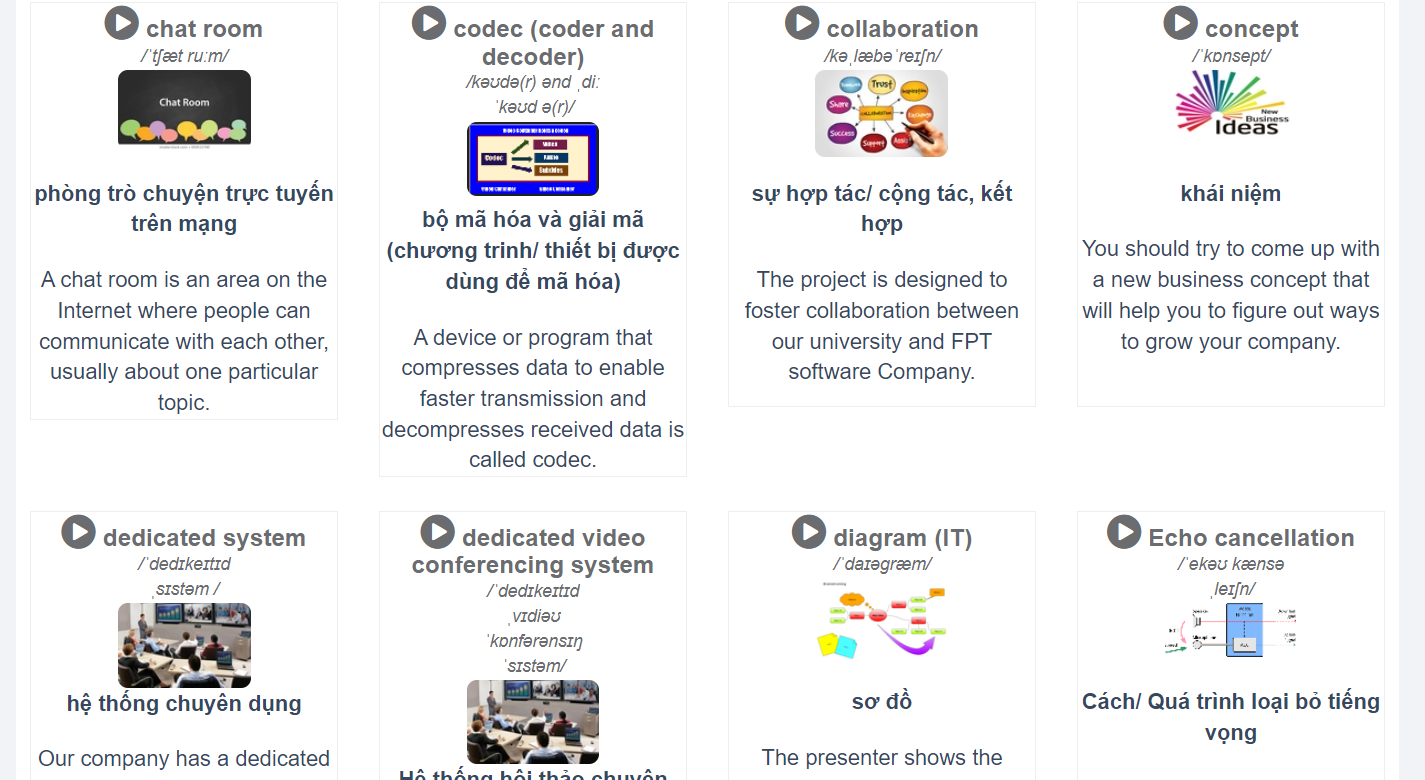 chat room
/ˈtʃæt ruːm/
Chat Room
phòng trò chuyện trực tuyến
trên mạng
A chat room is an area on the
Internet where people can
communicate with each other,
usually about one particular
topic.
codec (coder and
decoder)
/kəʊdə(r) ənd ˌdiː
ˈkəʊd ə(r)/
Codec
Video
Audio
Subtitles
bộ mã hóa và giải mã
(chương trinh/ thiết bị được
dùng để mã hóa)
A device or program that
compresses data to enable
faster transmission and
decompresses received data is
called codec.
collaboration
/kəˌlæbəˈreɪʃn/
Trust
Share
COLLABORATION
Success
Support
Assist
sự hợp tác/ cộng tác, kết
hợp
The project is designed to
foster collaboration between
our university and FPT
software Company.
concept
/ˈkɒnsept/
New
Business
Ideas
khái niệm
You should try to come up with
a new business concept that
will help you to figure out ways
to grow your company.
dedicated system
/ˈdedɪkeɪtɪd
ˌsɪstəm /
hệ thống chuyên dụng
Our company has a dedicated
dedicated video
conferencing system
/ˈdedɪkeɪtɪd
ˌvɪdiəʊ
ˈkɒnfərənsɪŋ
ˈsɪstəm/
Hệ thống hội thảo chuyên
diagram (IT)
/ˈdaɪəɡræm/
sơ đồ
The presenter shows the
Echo cancellation
/ˈekəʊ kænsə
ˌleɪʃn/
Cách/ Quá trình loại bỏ tiếng
vọng